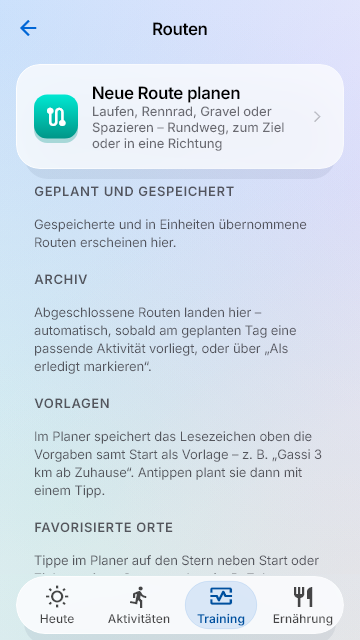 Routen
Neue Route planen
Laufen, Rennrad, Gravel oder
Spazieren – Rundweg, zum Ziel
oder in eine Richtung
GEPLANT UND GESPEICHERT
Gespeicherte und in Einheiten übernommene
Routen erscheinen hier.
ARCHIV
Abgeschlossene Routen landen hier –
automatisch, sobald am geplanten Tag eine
passende Aktivität vorliegt, oder über „Als
erledigt markieren“.
VORLAGEN
Im Planer speichert das Lesezeichen oben die
Vorgaben samt Start als Vorlage – z. B. „Gassi 3
km ab Zuhause“. Antippen plant sie dann mit
einem Tipp.
FAVORISIERTE ORTE
Tippe im Planer auf den Stern neben Start oder
Heute
Aktivitäten
Training
Ernährung